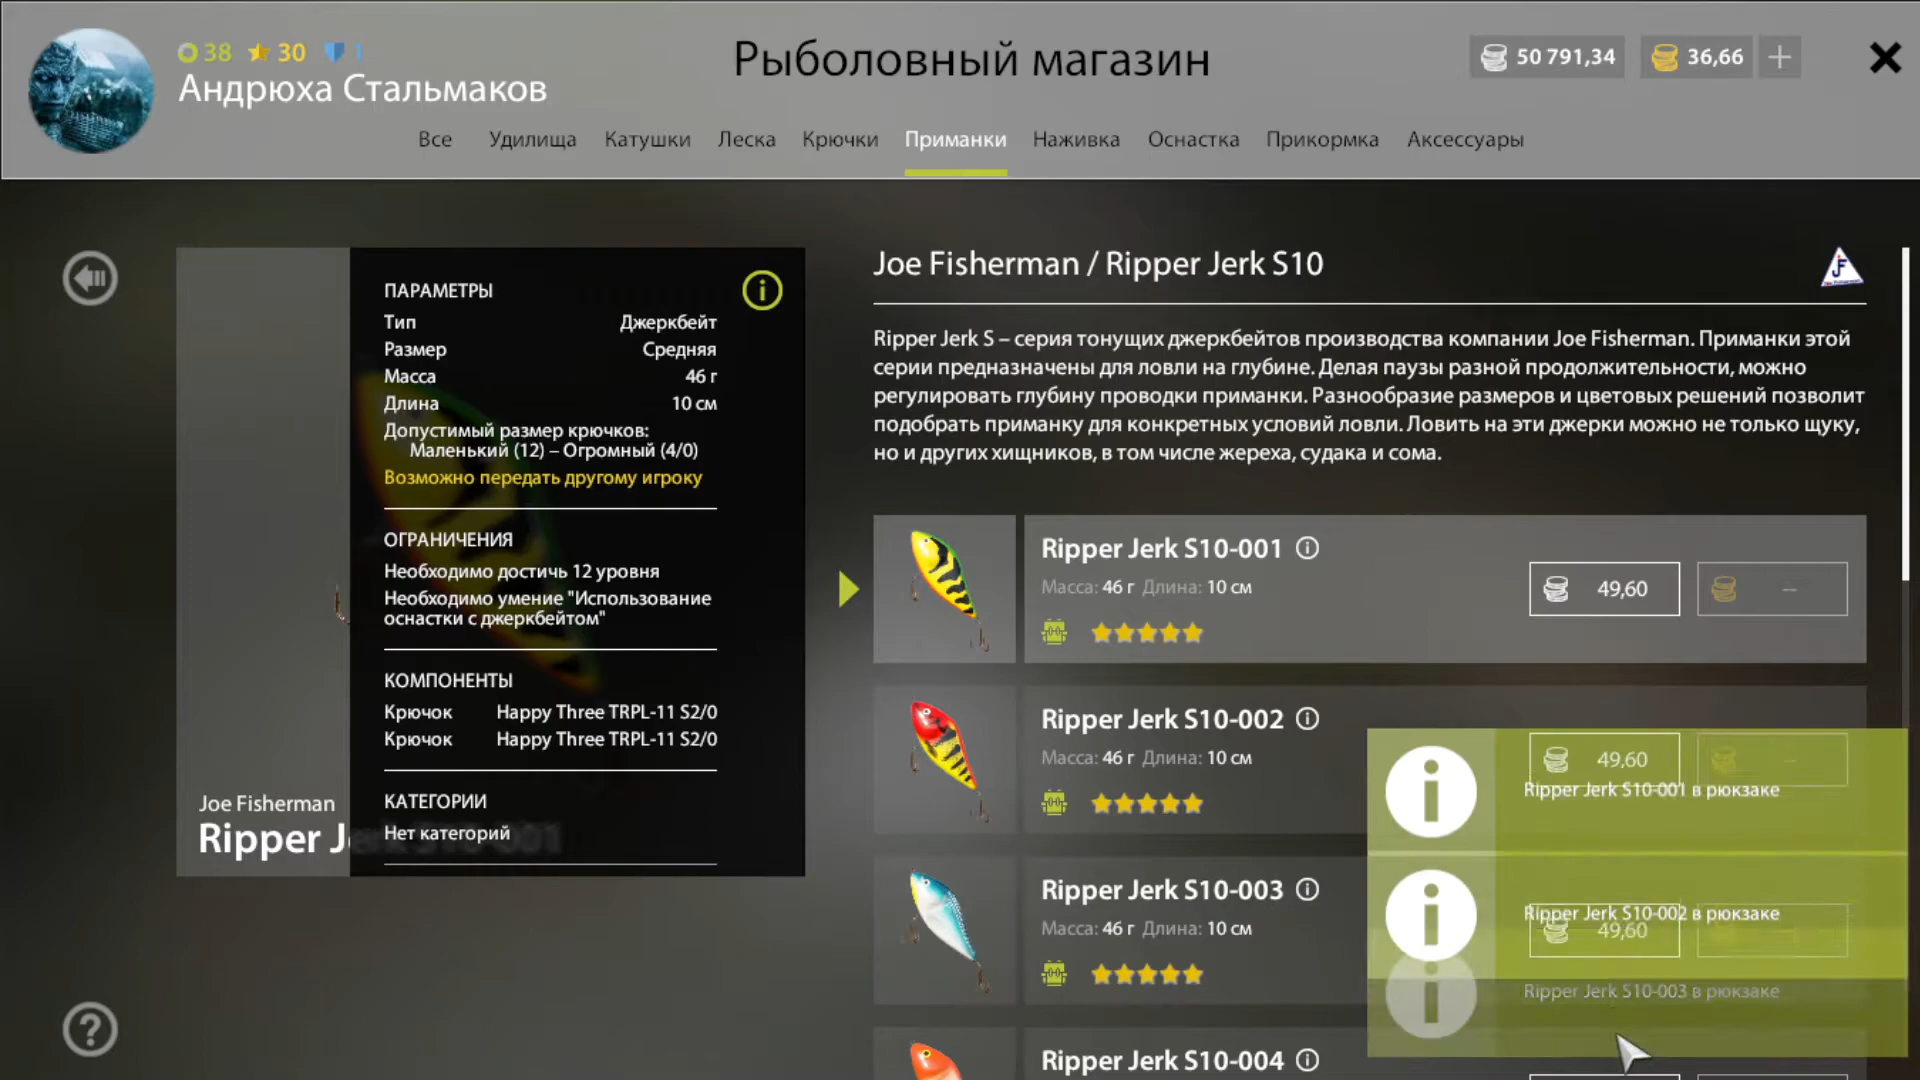 38 30 1
Андрюха Стальмаков
Рыболовный магазин
50 791,34
36,66
Все Удилища Катушки Леска Крючки Приманки Наживка Оснастка Прикормка Аксессуары
ПАРАМЕТРЫ
Тип Джеркбейт
Размер Средняя
Масса 46 г
Длина 10 см
Допустимый размер крючков:
Маленький (12) – Огромный (4/0)
Возможно передать другому игроку
ОГРАНИЧЕНИЯ
Необходимо достичь 12 уровня
Необходимо умение "Использование
оснастки с джеркбейтом"
КОМПОНЕНТЫ
Крючок Happy Three TRPL-11 S2/0
Крючок Happy Three TRPL-11 S2/0
КАТЕГОРИИ
Нет категорий
Joe Fisherman
Ripper Jerk S10-001
Joe Fisherman / Ripper Jerk S10
JF
Ripper Jerk S – серия тонущих джеркбейтов производства компании Joe Fisherman. Приманки этой
серии предназначены для ловли на глубине. Делая паузы разной продолжительности, можно
регулировать глубину проводки приманки. Разнообразие размеров и цветовых решений позволит
подобрать приманку для конкретных условий ловли. Ловить на эти джерки можно не только щуку,
но и других хищников, в том числе жереха, судака и сома.
Ripper Jerk S10-001
Масса: 46 г Длина: 10 см
49,60 --
Ripper Jerk S10-002
Масса: 46 г Длина: 10 см
49,60 --
Ripper Jerk S10-001 в рюкзаке
Ripper Jerk S10-003
Масса: 46 г Длина: 10 см
Ripper Jerk S10-002 в рюкзаке
49,60
Ripper Jerk S10-003 в рюкзаке
Ripper Jerk S10-004
?